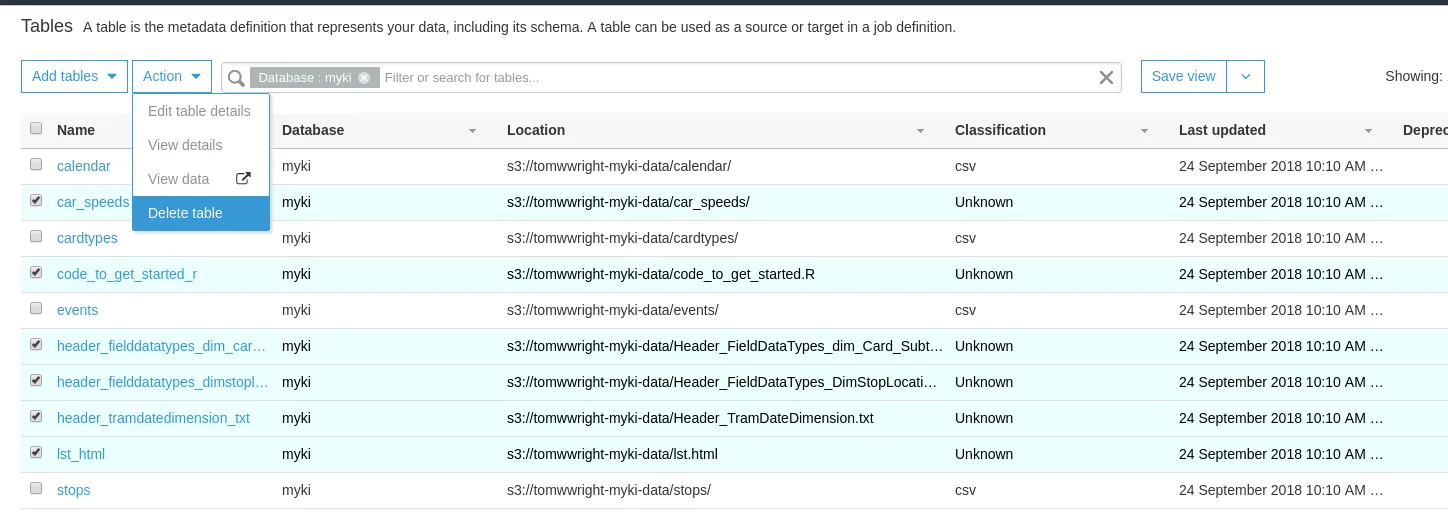 Tables A table is the metadata definition that represents your data, including its schema. A table can be used as a source or target in a job definition.
Add tables Action Database : myki Filter or search for tables... Save view Showing:
Edit table details
View details
View data
Delete table
Name Database Location Classification Last updated Deprec
calendar myki s3://tomwwright-myki-data/calendar/ csv 24 September 2018 10:10 AM …
car_speeds myki s3://tomwwright-myki-data/car_speeds/ Unknown 24 September 2018 10:10 AM …
cardtypes myki s3://tomwwright-myki-data/cardtypes/ csv 24 September 2018 10:10 AM …
code_to_get_started_r myki s3://tomwwright-myki-data/code_to_get_started.R Unknown 24 September 2018 10:10 AM …
events myki s3://tomwwright-myki-data/events/ csv 24 September 2018 10:10 AM …
header_fielddatatypes_dim_car… myki s3://tomwwright-myki-data/Header_FieldDataTypes_dim_Card_Subt… Unknown 24 September 2018 10:10 AM …
header_fielddatatypes_dimstopl… myki s3://tomwwright-myki-data/Header_FieldDataTypes_DimStopLocati… Unknown 24 September 2018 10:10 AM …
header_tramdatedimension_txt myki s3://tomwwright-myki-data/Header_TramDateDimension.txt Unknown 24 September 2018 10:10 AM …
lst_html myki s3://tomwwright-myki-data/lst.html Unknown 24 September 2018 10:10 AM …
stops myki s3://tomwwright-myki-data/stops/ csv 24 September 2018 10:10 AM …